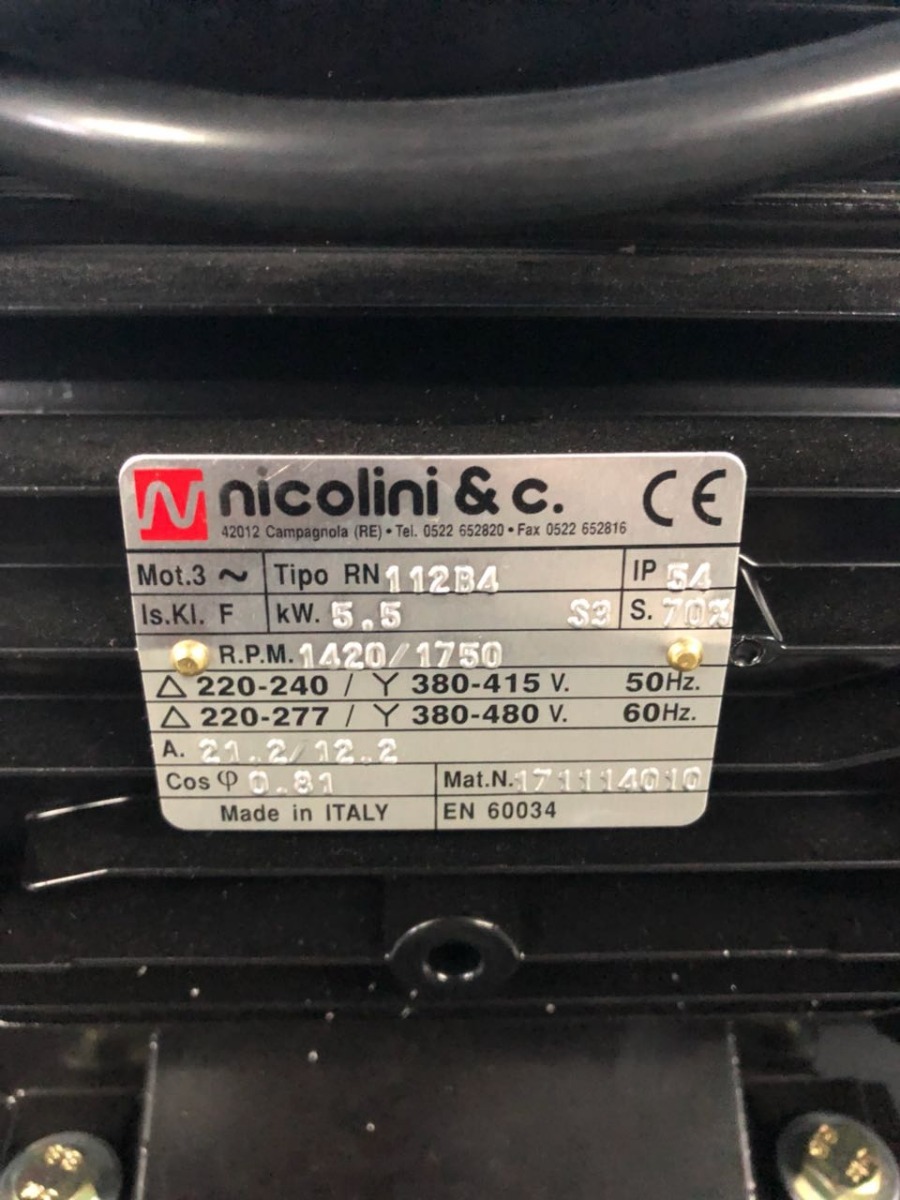 nicolini & c.
42012 Campagnola (RE) • Tel. 0522 652820 • Fax 0522 652816
CE
Mot.3 ~ Tipo RN 112B4 IP 54
Is.Kl. F kW. 5.5 S3 S. 70%
R.P.M. 1420/1750
△ 220-240 / Y 380-415 V. 50Hz.
△ 220-277 / Y 380-480 V. 60Hz.
A. 21.2/12.2
Cos φ 0.81 Mat.N. 171114010
Made in ITALY EN 60034